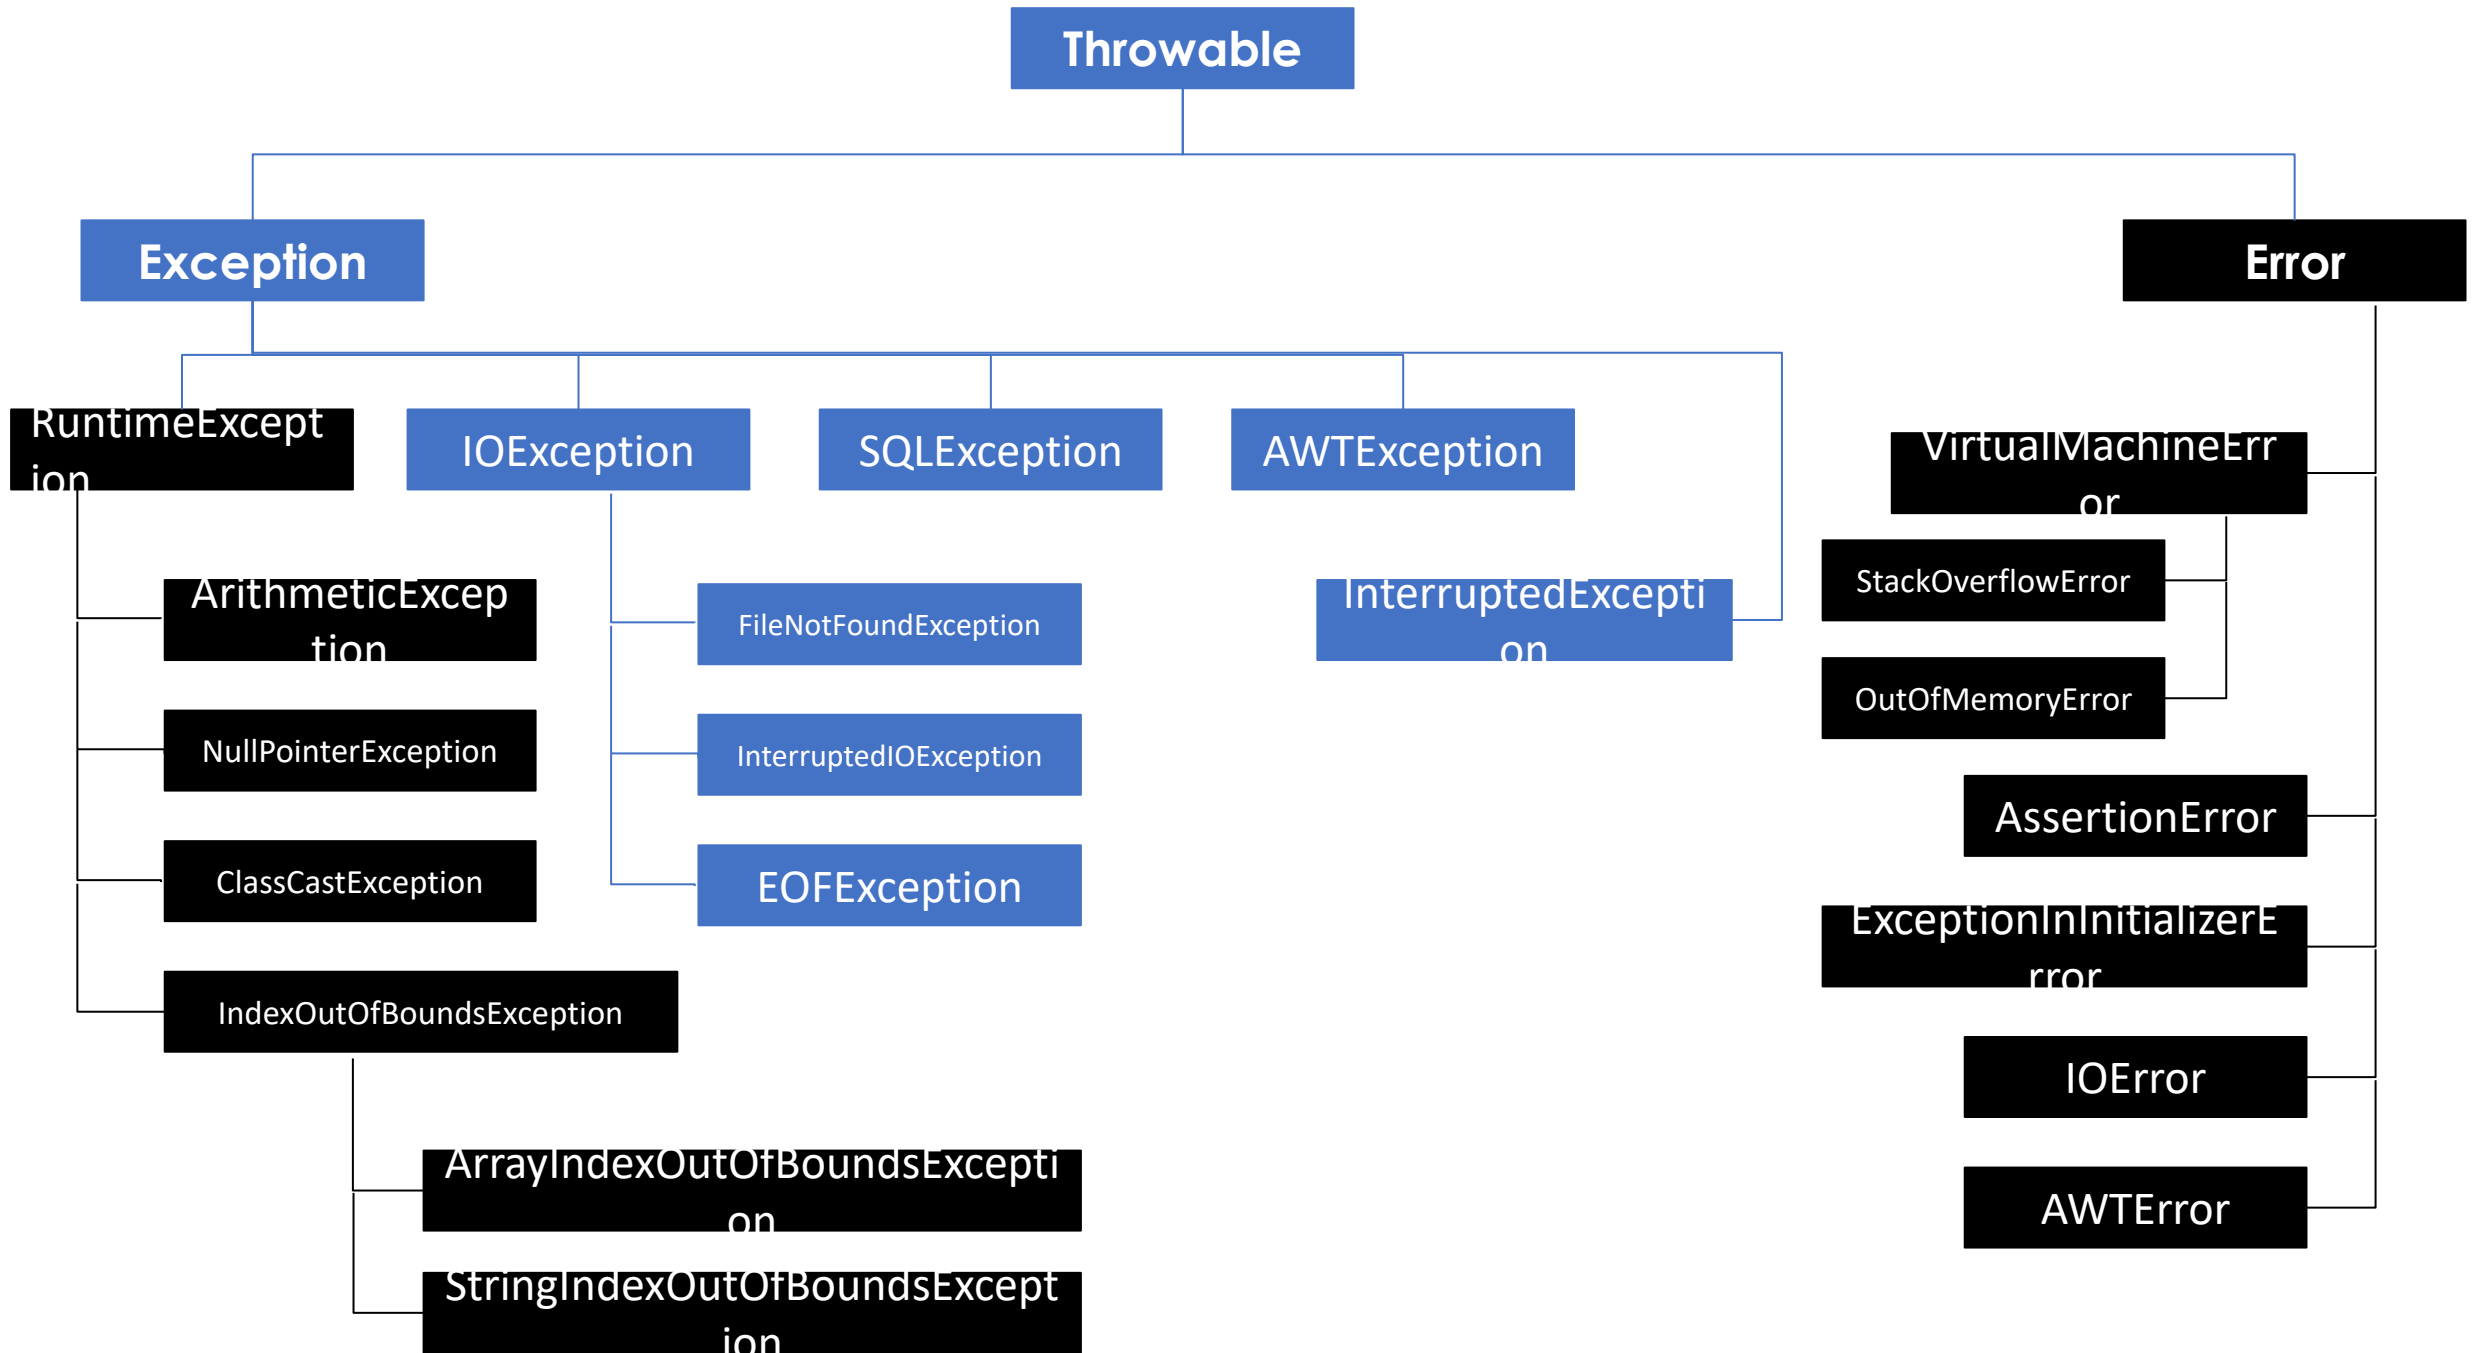 Throwable
Exception
Error
RuntimeExcept
ion
IOException
SQLException
AWTException
VirtualMachineErr
or
StackOverflowError
ArithmeticExcep
tion
FileNotFoundException
InterruptedExcepti
on
OutOfMemoryError
NullPointerException
InterruptedIOException
AssertionError
ClassCastException
EOFException
ExceptionInInitializerE
rror
IndexOutOfBoundsException
IOError
ArrayIndexOutOfBoundsExcepti
on
AWTError
StringIndexOutOfBoundsExcept
ion